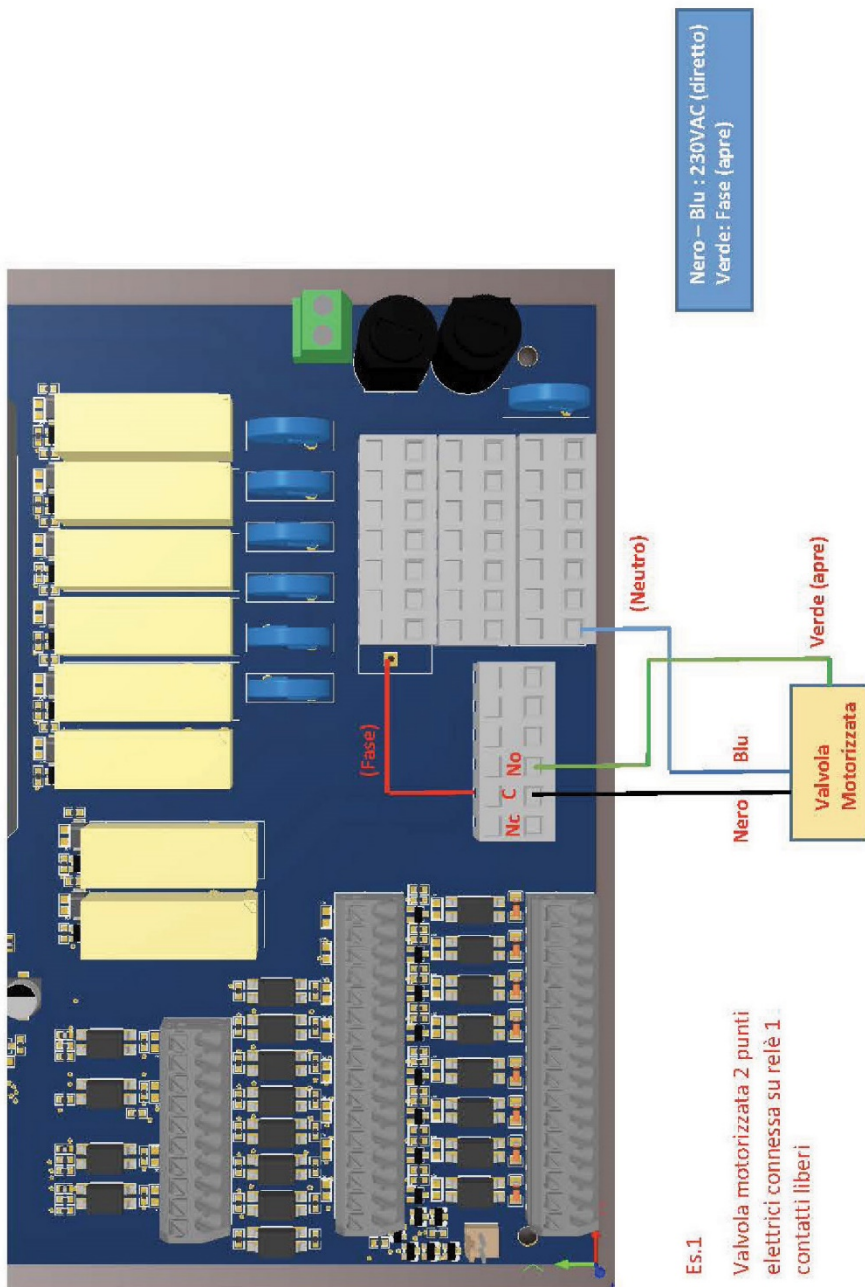 (Fase)
Nc
C
No
(Neutro)
Nero
Blu
Verde (apre)
Valvola
Motorizzata
Nero – Blu : 230VAC (diretto)
Verde: Fase (apre)
Es.1
Valvola motorizzata 2 punti
elettrici connessa su relè 1
contatti liberi